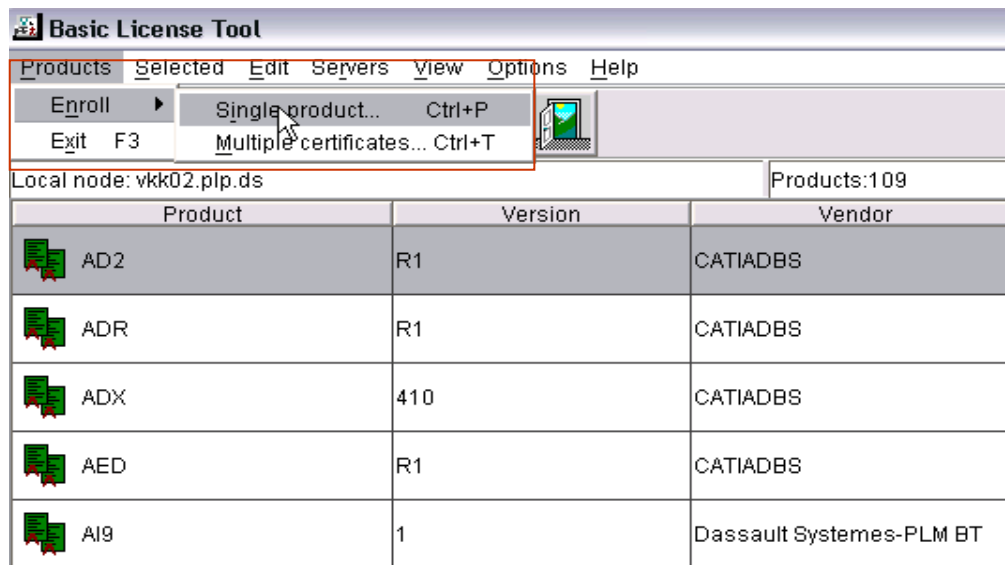 Basic License Tool
Products Selected Edit Servers View Options Help
Enroll Single product... Ctrl+P
Exit F3 Multiple certificates... Ctrl+T
Local node: vkk02.plp.ds Products:109
Product Version Vendor
AD2 R1 CATIADBS
ADR R1 CATIADBS
ADX 410 CATIADBS
AED R1 CATIADBS
AI9 1 Dassault Systemes-PLM BT